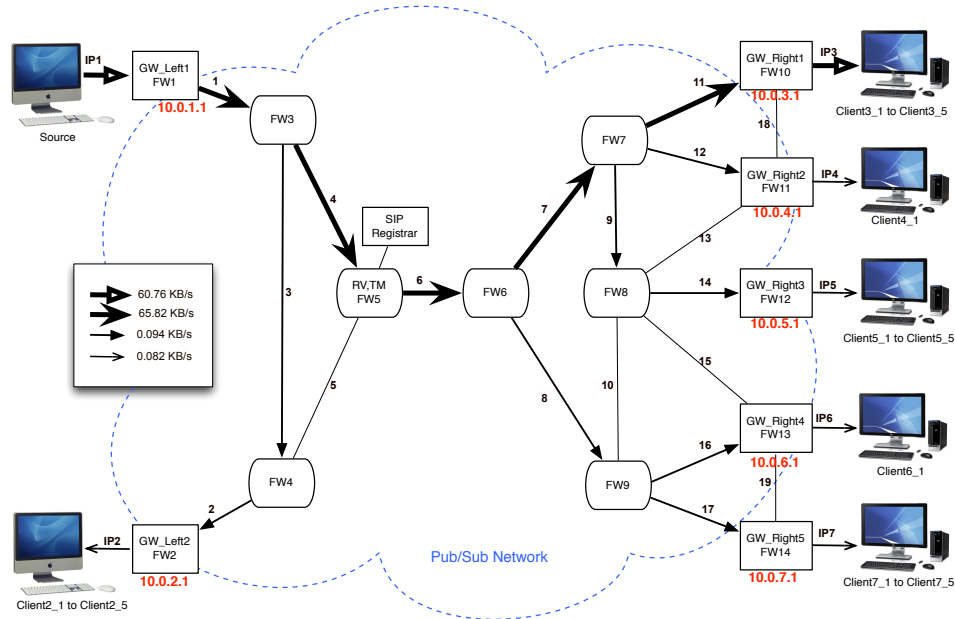 IP1
Source
GW_Left1
FW1
10.0.1.1
1
FW3
4
3
SIP
Registrar
RV,TM
FW5
6
5
60.76 KB/s
65.82 KB/s
0.094 KB/s
0.082 KB/s
FW4
2
GW_Left2
FW2
10.0.2.1
IP2
Client2_1 to Client2_5
FW6
7
8
FW7
11
12
9
FW8
13
14
15
10
FW9
16
17
Pub/Sub Network
GW_Right1
FW10
10.0.3.1
IP3
Client3_1 to Client3_5
18
GW_Right2
FW11
10.0.4.1
IP4
Client4_1
GW_Right3
FW12
10.0.5.1
IP5
Client5_1 to Client5_5
GW_Right4
FW13
10.0.6.1
IP6
Client6_1
19
GW_Right5
FW14
10.0.7.1
IP7
Client7_1 to Client7_5